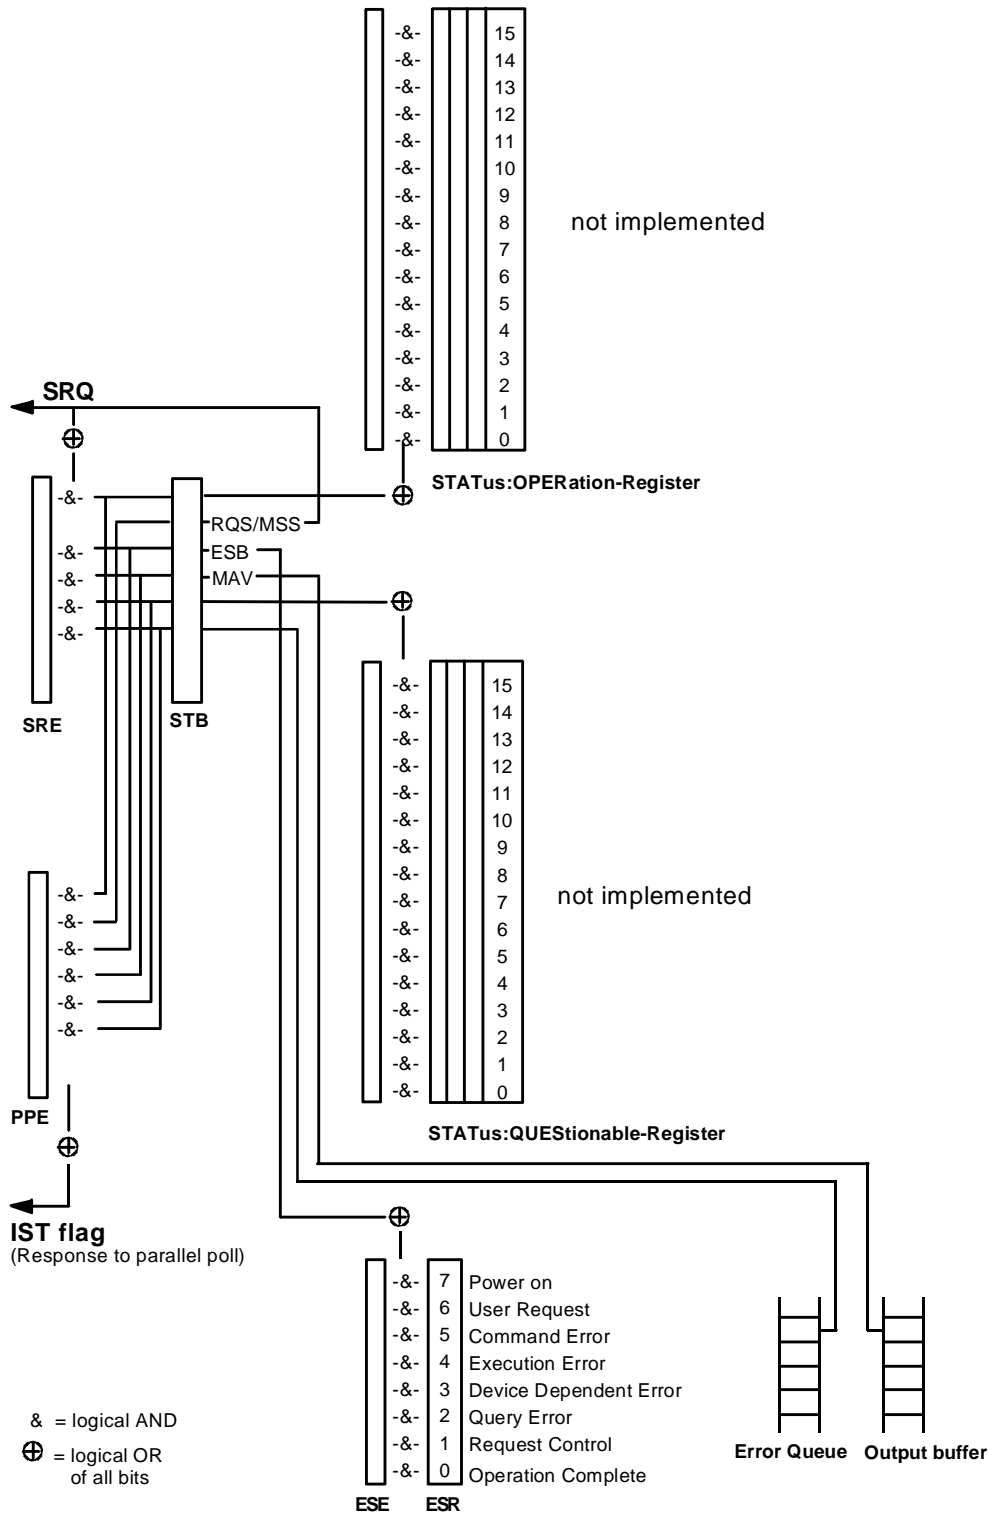 -&- 15
-&- 14
-&- 13
-&- 12
-&- 11
-&- 10
-&- 9
-&- 8
not implemented
-&- 7
-&- 6
-&- 5
-&- 4
-&- 3
-&- 2
-&- 1
-&- 0
STATus:OPERation-Register
SRQ
-&-
RQS/MSS
-&- ESB
-&- MAV
-&-
-&-
SRE
STB
-&- 15
-&- 14
-&- 13
-&- 12
-&- 11
-&- 10
-&- 9
-&- 8
-&- 7
-&- 6
-&- 5
-&- 4
-&- 3
-&- 2
-&- 1
-&- 0
not implemented
STATus:QUEStionable-Register
-&-
-&-
-&-
-&-
-&-
-&-
PPE
IST flag
(Response to parallel poll)
-&- 7 Power on
-&- 6 User Request
-&- 5 Command Error
-&- 4 Execution Error
-&- 3 Device Dependent Error
-&- 2 Query Error
-&- 1 Request Control
-&- 0 Operation Complete
ESE ESR
Error Queue
Output buffer
& = logical AND
⊕ = logical OR
of all bits